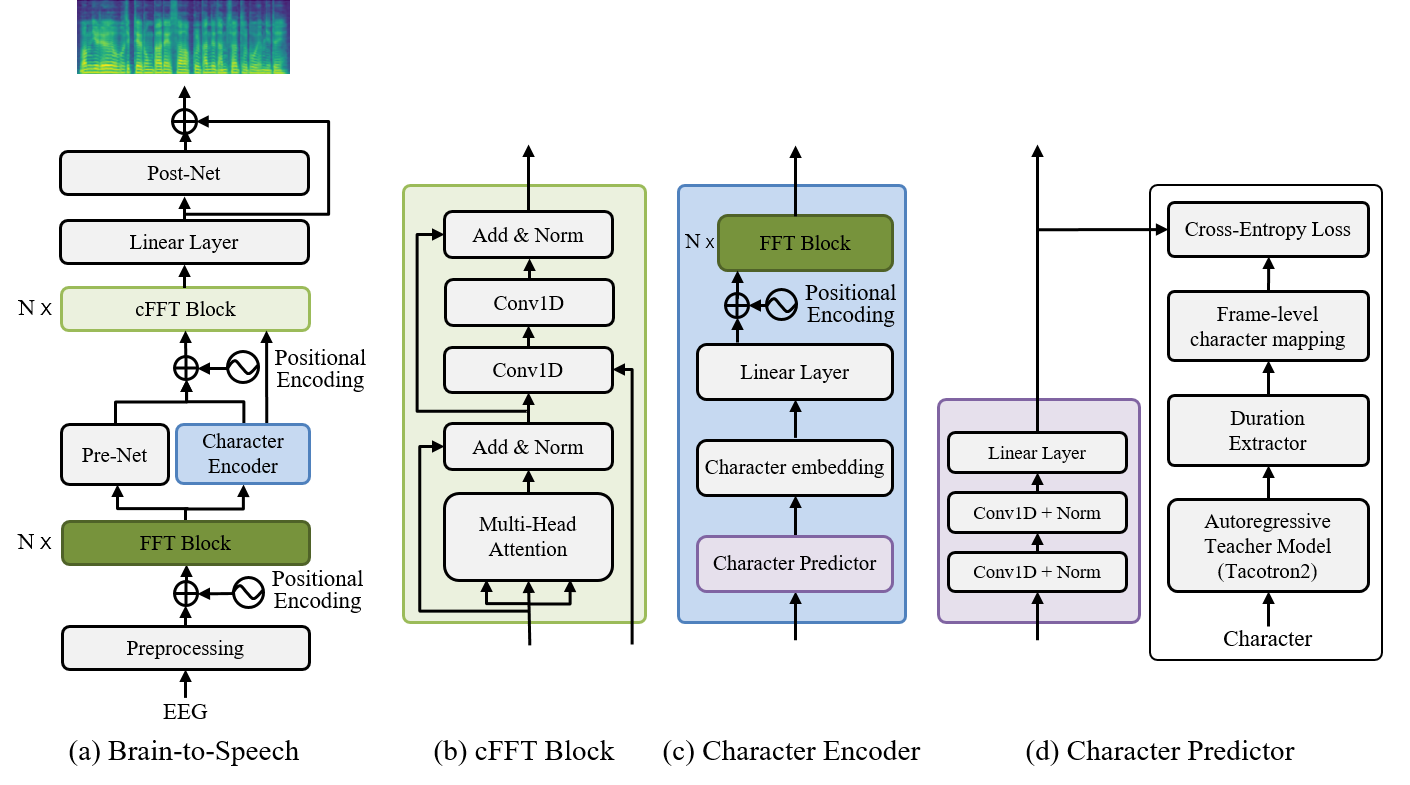 Post-Net
Linear Layer
N x
cFFT Block
Positional
Encoding
Pre-Net
Character
Encoder
N x
FFT Block
Positional
Encoding
Preprocessing
EEG
(a) Brain-to-Speech
Add & Norm
Conv1D
Conv1D
Add & Norm
Multi-Head
Attention
(b) cFFT Block
N x
FFT Block
Positional
Encoding
Linear Layer
Character embedding
Character Predictor
(c) Character Encoder
Linear Layer
Conv1D + Norm
Conv1D + Norm
Cross-Entropy Loss
Frame-level
character mapping
Duration
Extractor
Autoregressive
Teacher Model
(Tacotron2)
Character
(d) Character Predictor